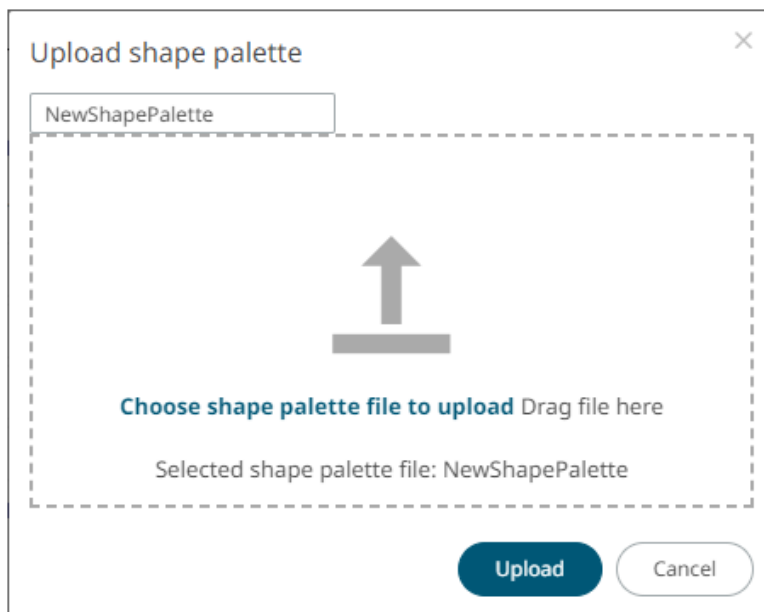 Upload shape palette
NewShapePalette
Choose shape palette file to upload Drag file here
Selected shape palette file: NewShapePalette
Upload Cancel